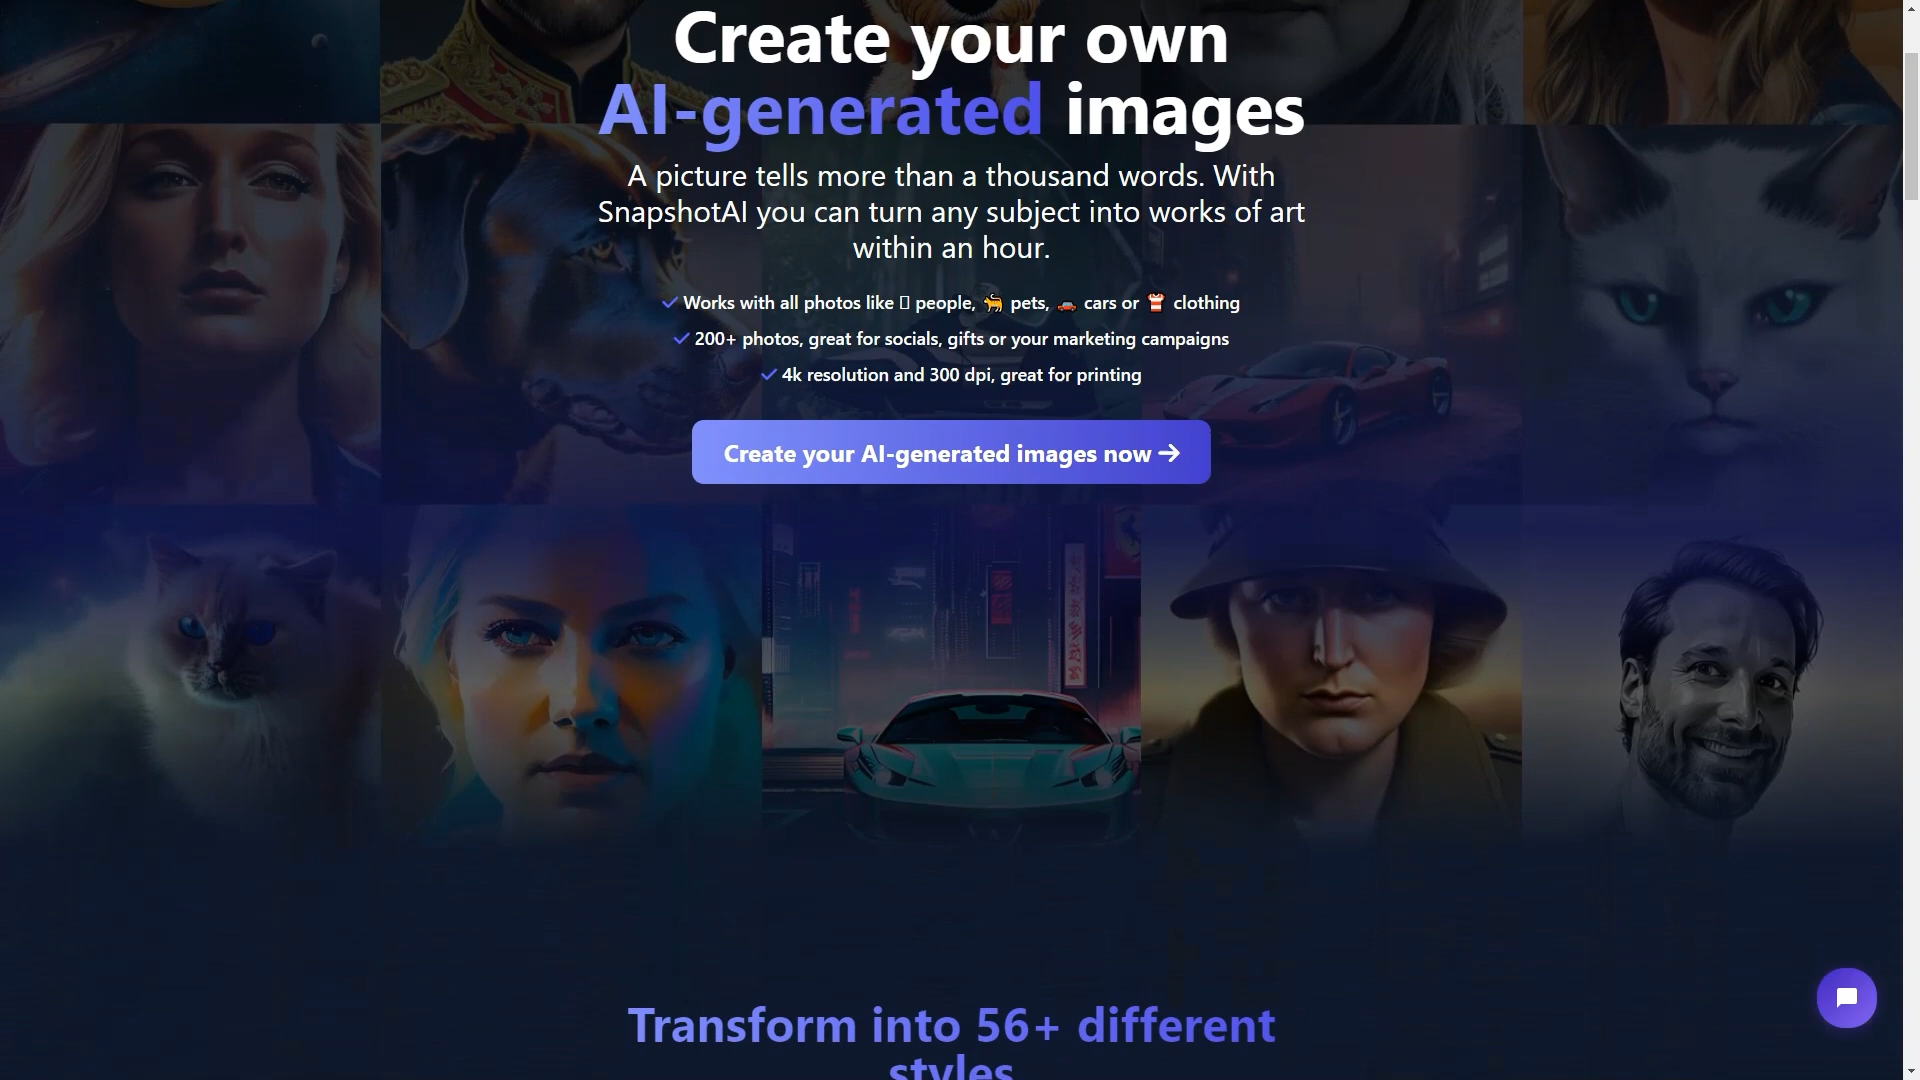 Create your own
AI-generated images
A picture tells more than a thousand words. With
SnapshotAI you can turn any subject into works of art
within an hour.
Works with all photos like people, 🐈 pets, 🚗 cars or 👕 clothing
200+ photos, great for socials, gifts or your marketing campaigns
4k resolution and 300 dpi, great for printing
Create your AI-generated images now →
Transform into 56+ different
styles